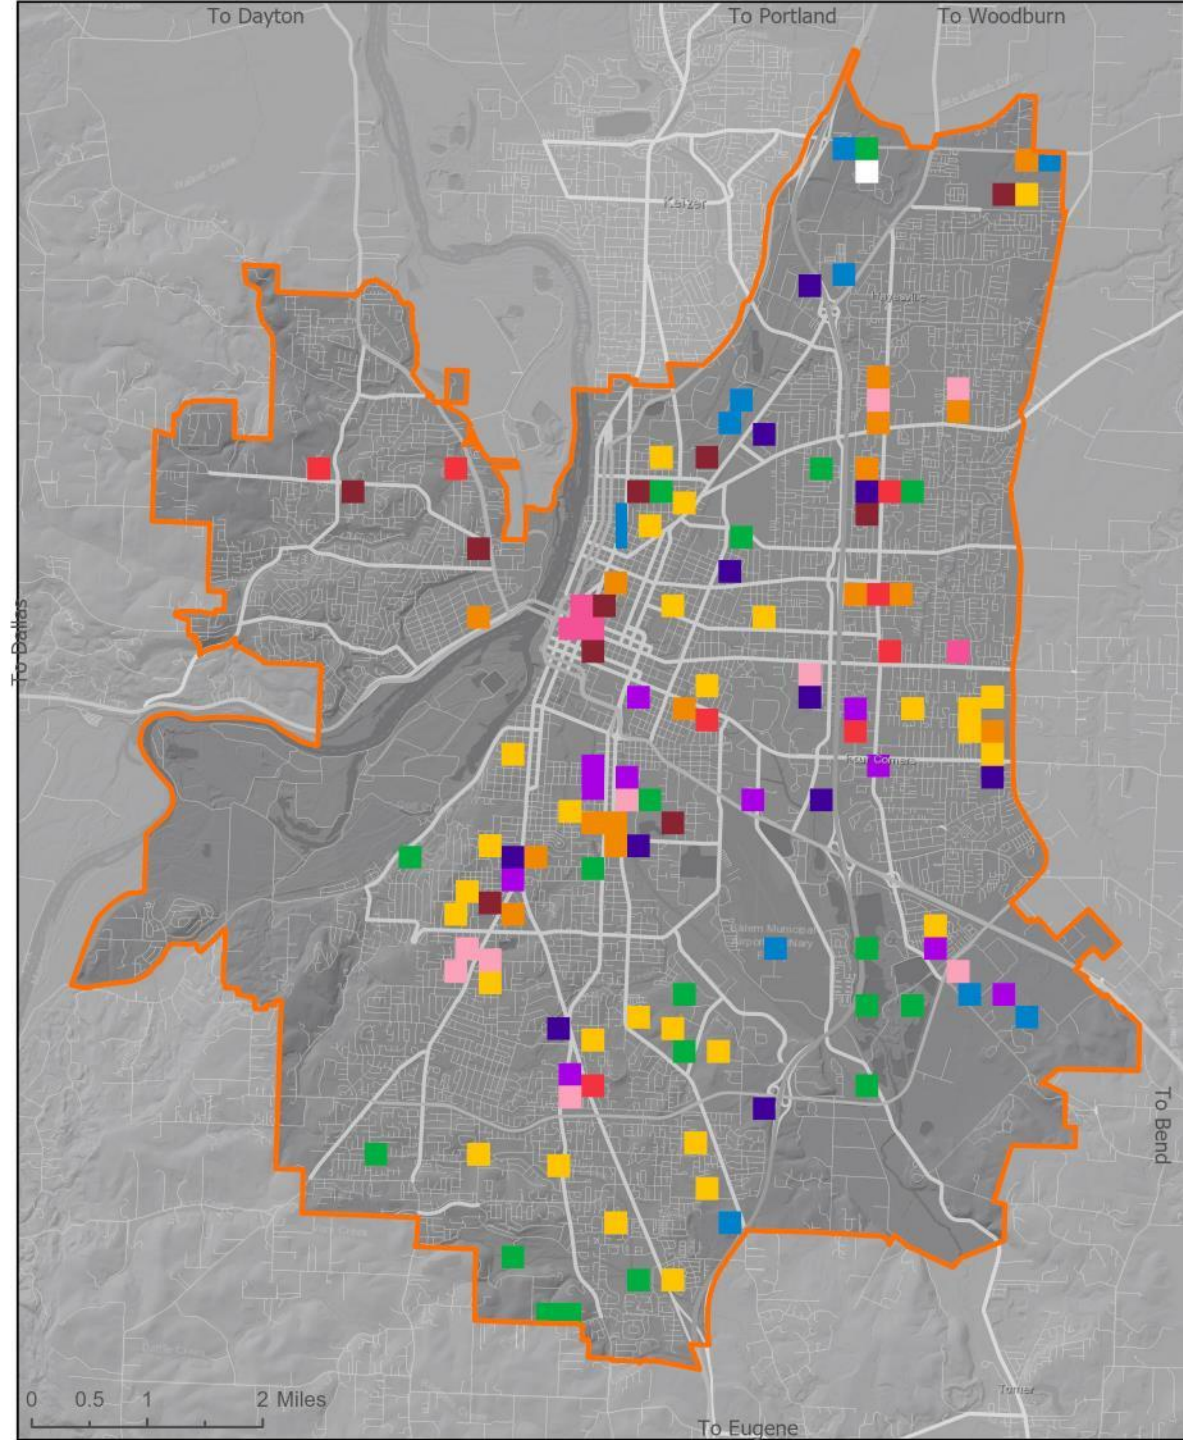 To Dayton
To Portland
To Woodburn
Keizer
Hayesville
To Dallas
Four Corners
Salem Municipal
To Bend
0 0.5 1 2 Miles
Turner
To Eugene